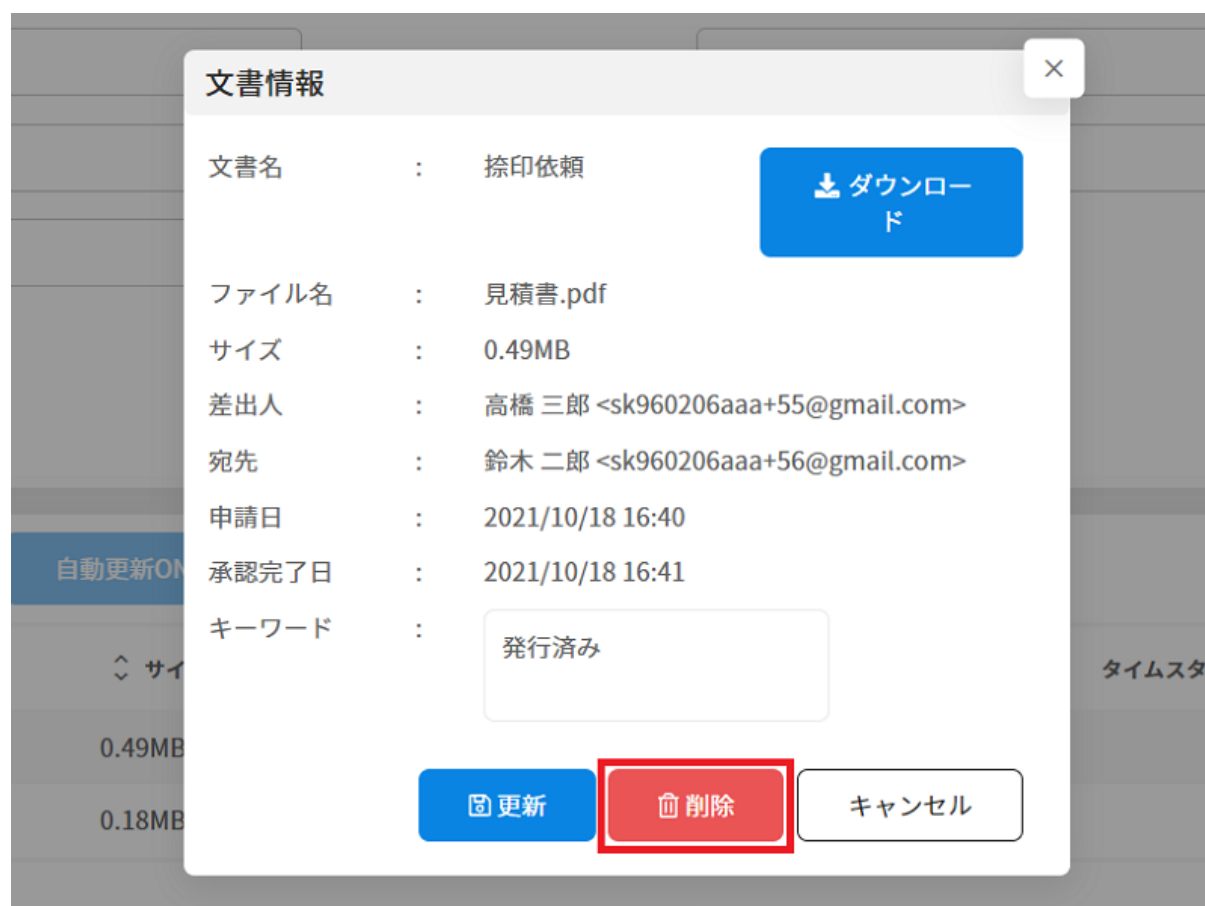 文書情報
×
文書名 : 捺印依頼
ダウンロー
ド
ファイル名 : 見積書.pdf
サイズ : 0.49MB
差出人 : 高橋 三郎 <sk960206aaa+55@gmail.com>
宛先 : 鈴木 二郎 <sk960206aaa+56@gmail.com>
申請日 : 2021/10/18 16:40
自動更新ON
承認完了日 : 2021/10/18 16:41
キーワード : 発行済み
サイ
タイムスタ
0.49MB
更新 削除 キャンセル
0.18MB